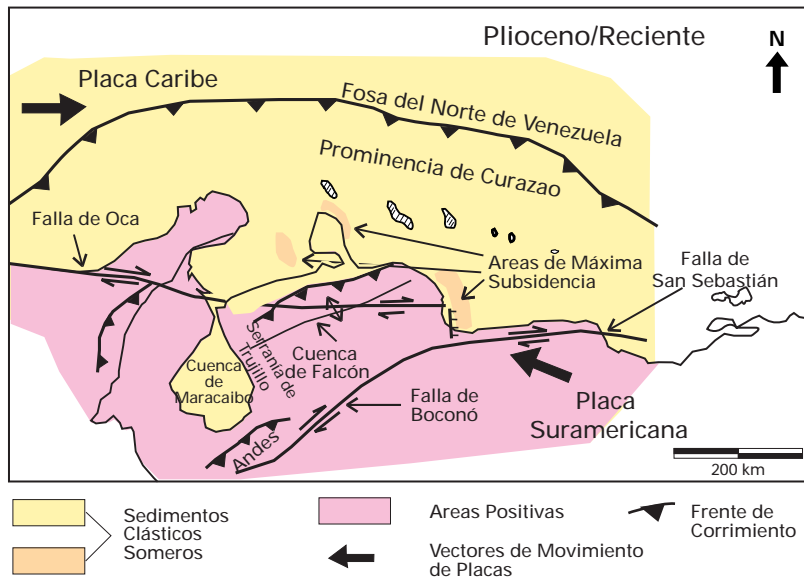 Plioceno/Reciente
N
Placa Caribe
Fosa del Norte de Venezuela
Prominencia de Curazao
Falla de Oca
Areas de Máxima
Subsidencia
Falla de
San Sebastián
Serranía de
Trujillo
Cuenca
de Falcón
Cuenca
de
Maracaibo
Falla de
Boconó
Placa
Suramericana
Andes
200 km
Sedimentos
Clásticos
Someros
Areas Positivas
Vectores de Movimiento
de Placas
Frente de
Corrimiento